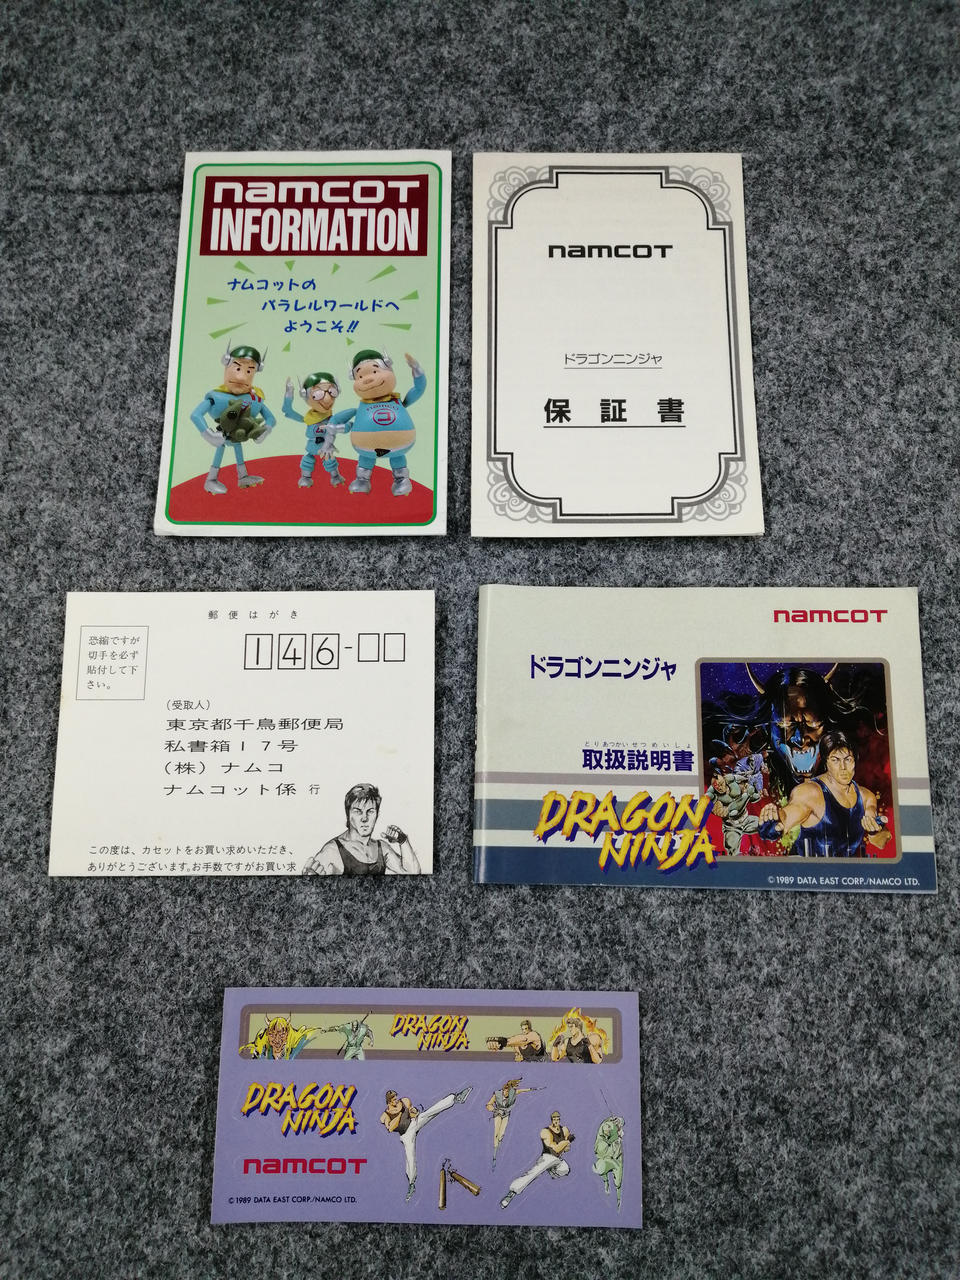 namcot
INFORMATION
ナムコットの
パラレルワールドへ
ようこそ!!
namcot
ドラゴンニンジャ
保証書
郵便はがき
恐縮ですが
切手を必ず
貼付して下
さい。
146-
(受取人)
東京都千鳥郵便局
私書箱17号
(株)ナムコ
ナムコット係 行
この度は、カセットをお買い求めいただき、
ありがとうございます。お手数ですがお買い求
namcot
ドラゴンニンジャ
とりあつかいせつめいしょ
取扱説明書
DRAGON
NINJA
©1989 DATA EAST CORP./NAMCO LTD.
DRAGON
NINJA
DRAGON
NINJA
namcot
©1989 DATA EAST CORP./NAMCO LTD.